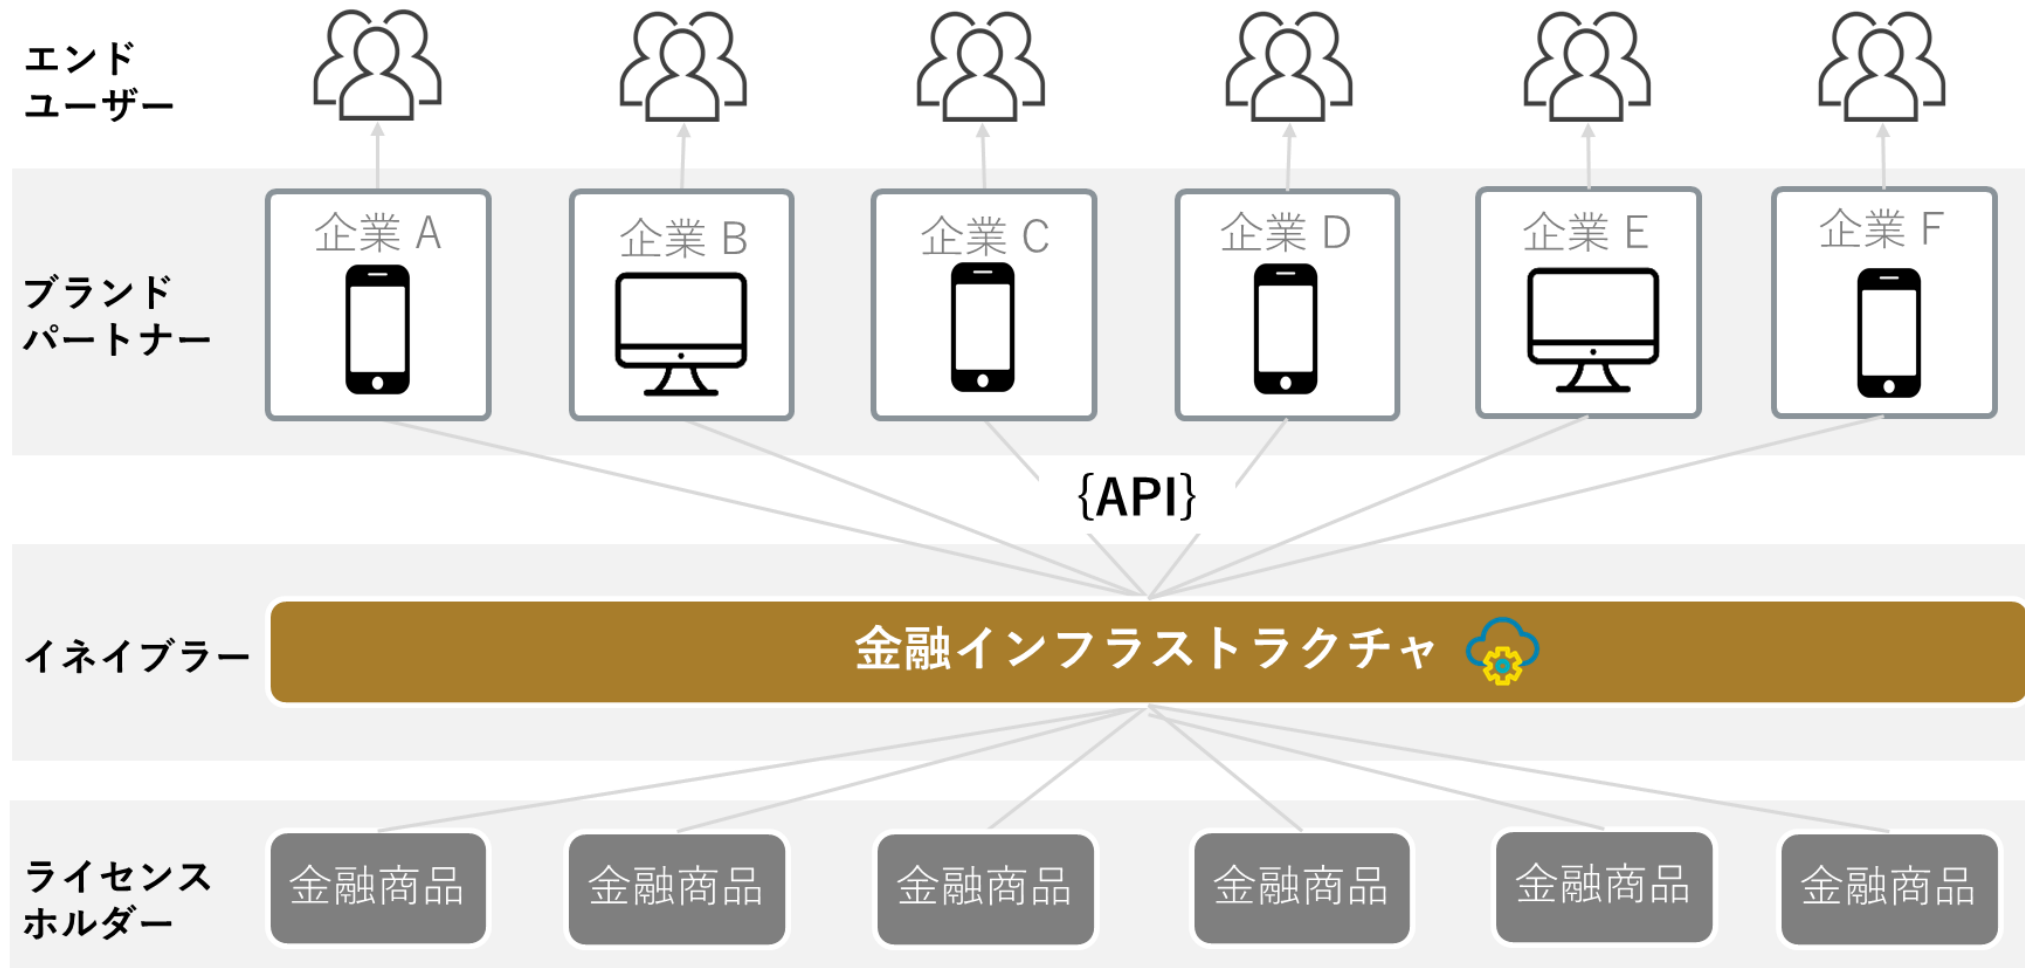 エンド
ユーザー
企業 A
企業 B
企業 C
企業 D
企業 E
企業 F
ブランド
パートナー
{API}
イネイブラー
金融インフラストラクチャ
ライセンス
ホルダー
金融商品
金融商品
金融商品
金融商品
金融商品
金融商品